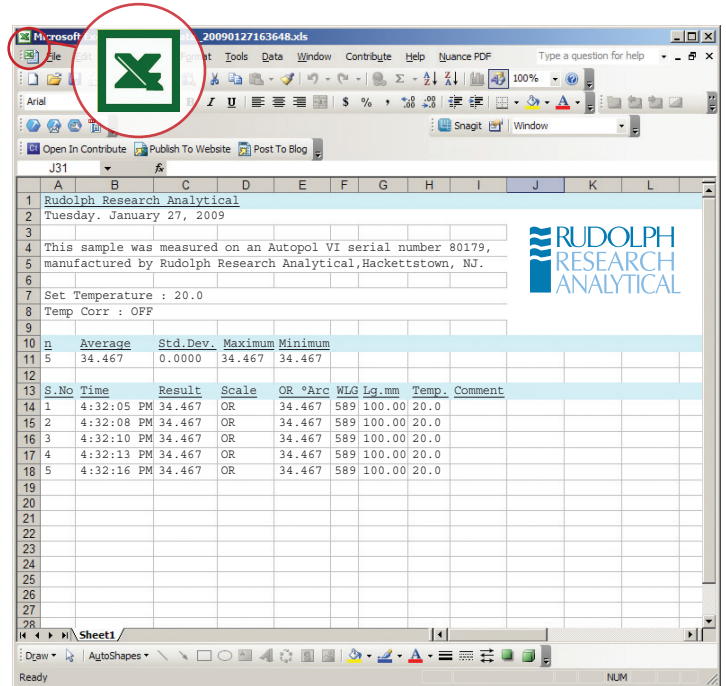 Microsoft 20090127163648.xls
File Format Tools Data Window Contribute Help Nuance PDF Type a question for help
100%
Arial B I U $ % ,
Snagit Window
Open In Contribute Publish To Website Post To Blog
J31 fx
A B C D E F G H I J K L
1 Rudolph Research Analytical
2 Tuesday. January 27, 2009
3
4 This sample was measured on an Autopol VI serial number 80179,
5 manufactured by Rudolph Research Analytical,Hackettstown, NJ.
6
7 Set Temperature : 20.0
8 Temp Corr : OFF
9
RUDOLPH
RESEARCH
ANALYTICAL
10 n Average Std.Dev. Maximum Minimum
11 5 34.467 0.0000 34.467 34.467
12
13 S.No Time Result Scale OR °Arc WLG Lg.mm Temp. Comment
14 1 4:32:05 PM 34.467 OR 34.467 589 100.00 20.0
15 2 4:32:08 PM 34.467 OR 34.467 589 100.00 20.0
16 3 4:32:10 PM 34.467 OR 34.467 589 100.00 20.0
17 4 4:32:13 PM 34.467 OR 34.467 589 100.00 20.0
18 5 4:32:16 PM 34.467 OR 34.467 589 100.00 20.0
19
20
21
22
23
24
25
26
27
28
Sheet1
Draw AutoShapes
Ready NUM